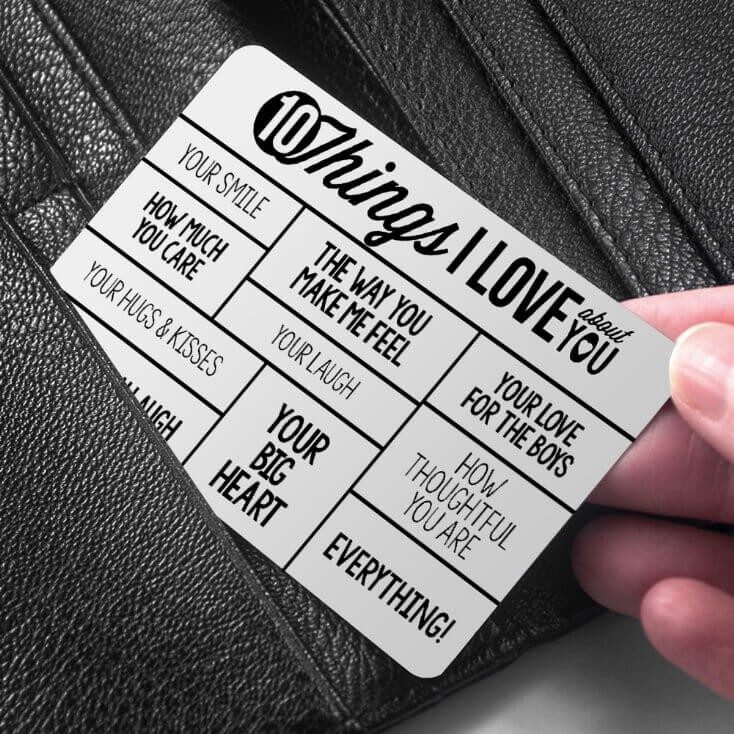 10 Things I LOVE about YOU
YOUR SMILE
HOW MUCH
YOU CARE
YOUR HUGS & KISSES
THE WAY YOU
MAKE ME FEEL
YOUR LAUGH
YOUR
BIG
HEART
YOUR LOVE
FOR THE BOYS
HOW
THOUGHTFUL
YOU ARE
EVERYTHING!